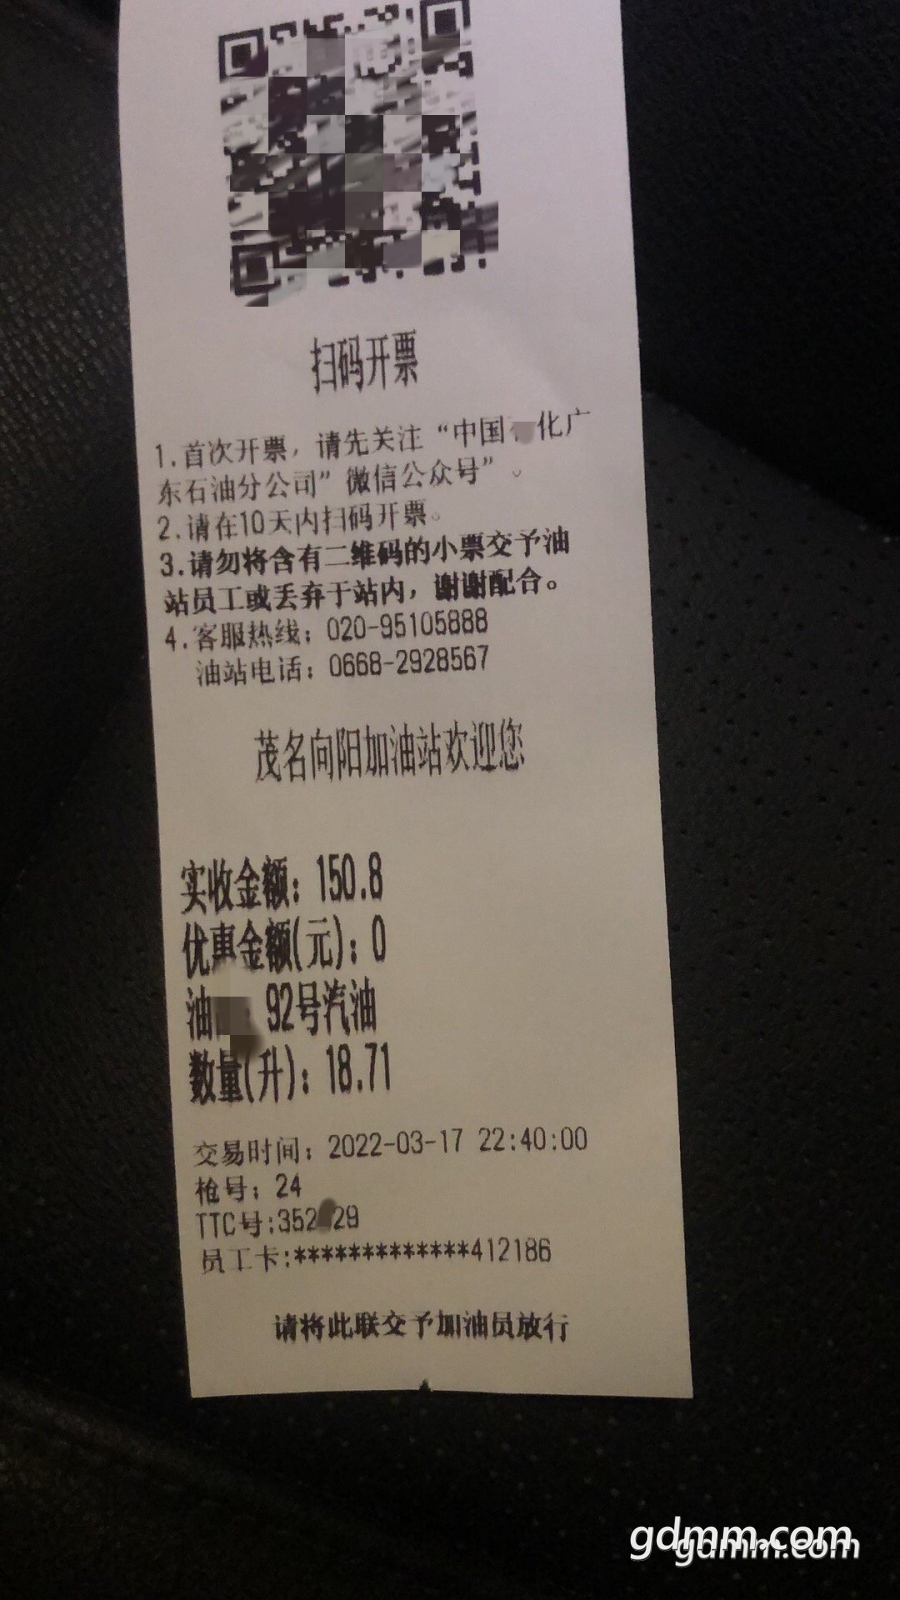 扫码开票
1.首次开票，请先关注“中国 化广
东石油分公司”微信公众号”。
2.请在10天内扫码开票。
3.请勿将含有二维码的小票交予油
站员工或丢弃于站内，谢谢配合。
4.客服热线：020-95105888
油站电话：0668-2928567
茂名向阳加油站欢迎您
实收金额：150.8
优惠金额(元)：0
油 92号汽油
数量(升)：18.71
交易时间：2022-03-17 22:40:00
枪号：24
TTC号:352 29
员工卡:*************412186
请将此联交予加油员放行
gdmm.com
gdmm.com